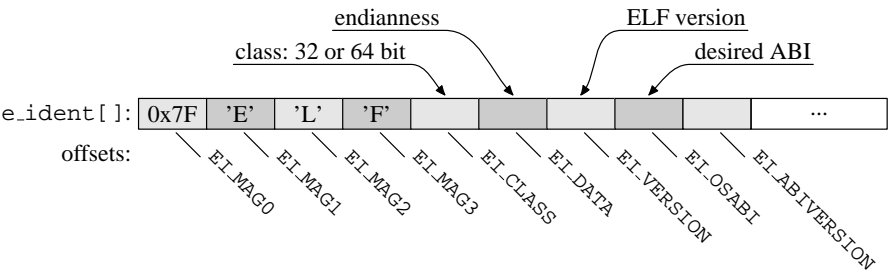 endianness ELF version
class: 32 or 64 bit desired ABI
e_ident[]: 0x7F ’E’ ’L’ ’F’ ...
offsets: EI_MAG0 EI_MAG1 EI_MAG2 EI_MAG3 EI_CLASS EI_DATA EI_VERSION EI_OSABI EI_ABIVERSION